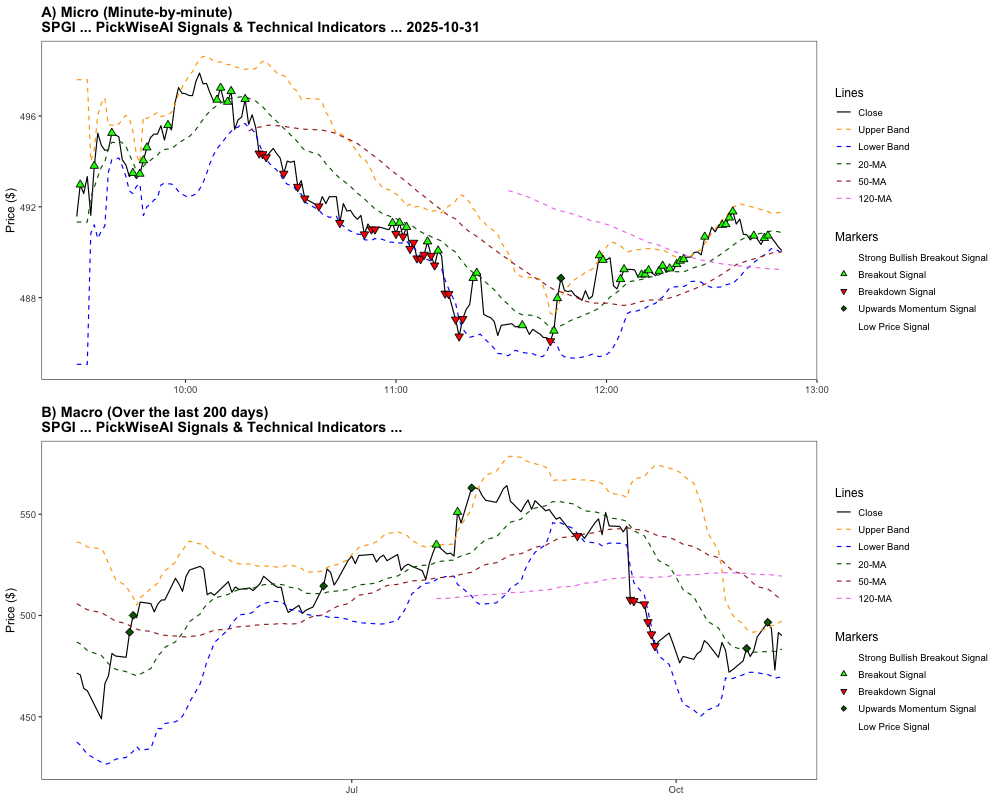 A) Micro (Minute-by-minute)
SPGI ... PickWiseAI Signals & Technical Indicators ... 2025-10-31
Price ($)
496
492
488
10:00
11:00
12:00
13:00
Lines
Close
Upper Band
Lower Band
20-MA
50-MA
120-MA
Markers
Strong Bullish Breakout Signal
Breakout Signal
Breakdown Signal
Upwards Momentum Signal
Low Price Signal
B) Macro (Over the last 200 days)
SPGI ... PickWiseAI Signals & Technical Indicators ...
Price ($)
550
500
450
Jul
Oct
Lines
Close
Upper Band
Lower Band
20-MA
50-MA
120-MA
Markers
Strong Bullish Breakout Signal
Breakout Signal
Breakdown Signal
Upwards Momentum Signal
Low Price Signal